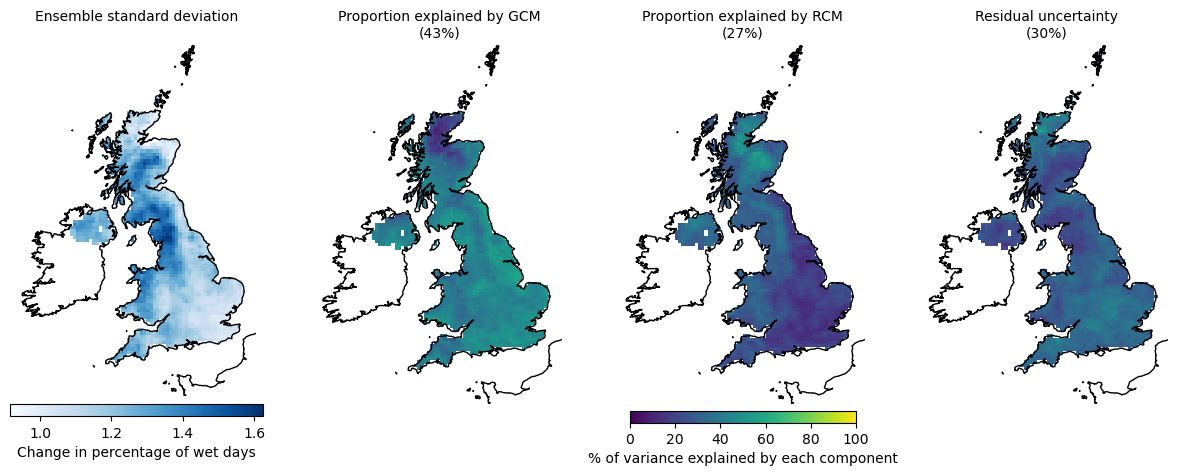 Ensemble standard deviation
Proportion explained by GCM
(43%)
Proportion explained by RCM
(27%)
Residual uncertainty
(30%)
1.0 1.2 1.4 1.6
Change in percentage of wet days
0 20 40 60 80 100
% of variance explained by each component